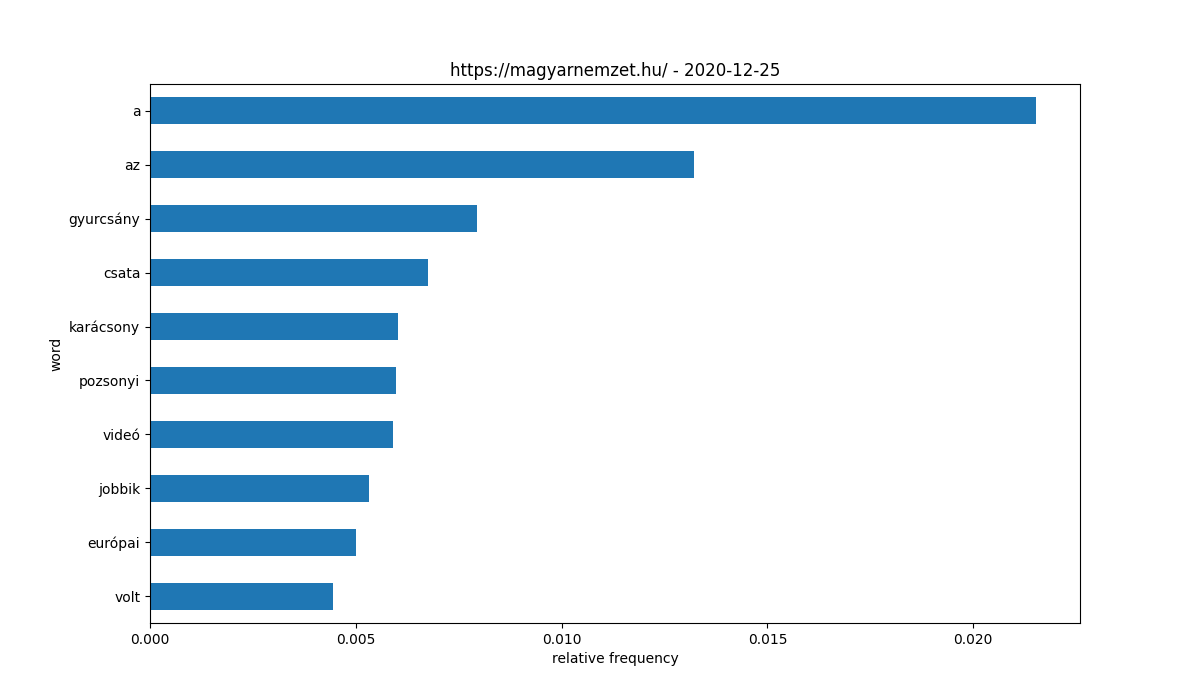 https://magyarnemzet.hu/ - 2020-12-25
a
az
gyurcsány
csata
karácsony
pozsonyi
videó
jobbik
európai
volt
word
0.000 0.005 0.010 0.015 0.020
relative frequency